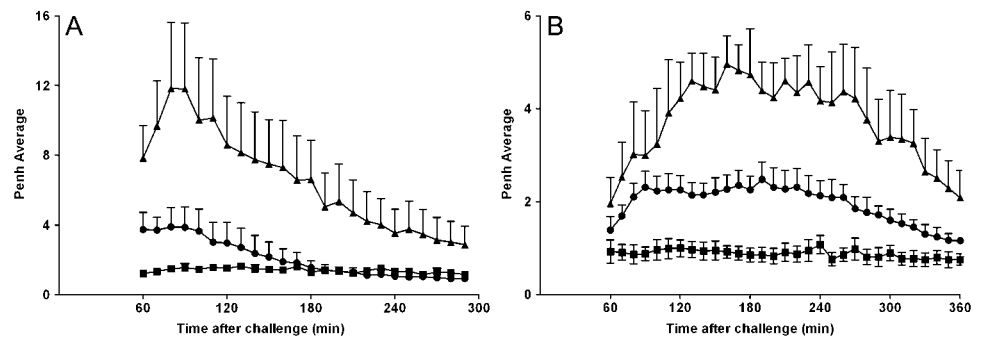 A
16
12
8
4
0
Penh Average
60 120 180 240 300
Time after challenge (min)
B
6
4
2
0
Penh Average
60 120 180 240 300 360
Time after challenge (min)